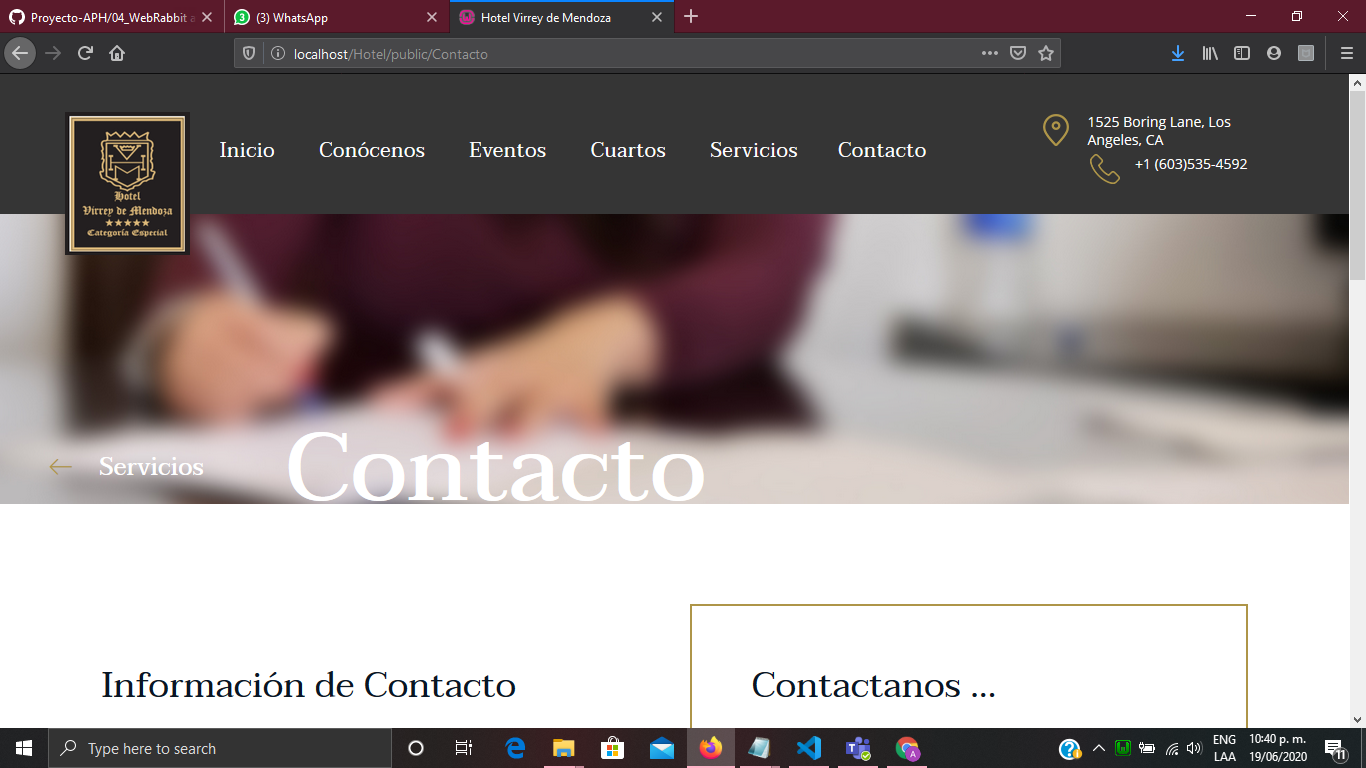 Proyecto-APH/04_WebRabbit a
(3) WhatsApp
Hotel Virrey de Mendoza
localhost/Hotel/public/Contacto
Hotel
Virrey de Mendoza
★★★★★
Categoría Especial
Inicio
Conócenos
Eventos
Cuartos
Servicios
Contacto
1525 Boring Lane, Los
Angeles, CA
+1 (603)535-4592
Servicios
Contacto
Información de Contacto
Contactanos ...
Type here to search
ENG
LAA
10:40 p. m.
19/06/2020
11